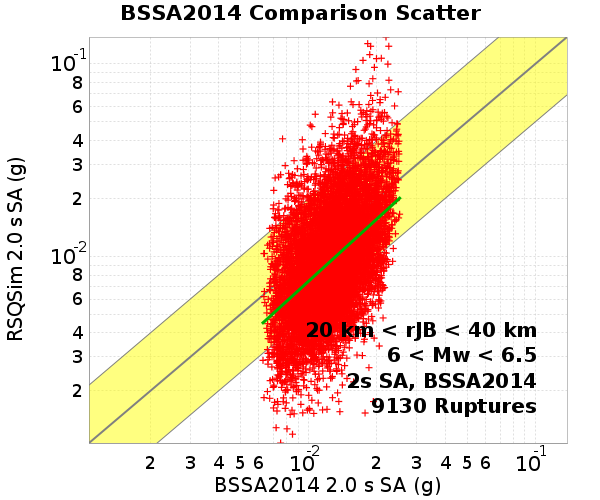 BSSA2014 Comparison Scatter
RSQSim 2.0 s SA (g)
10-1
8
6
4
3
2
10-2
8
6
4
3
2
20 km < rJB < 40 km
6 < Mw < 6.5
2s SA, BSSA2014
9130 Ruptures
2 3 4 5 6 10-2 2 3 4 5 6 10-1
BSSA2014 2.0 s SA (g)